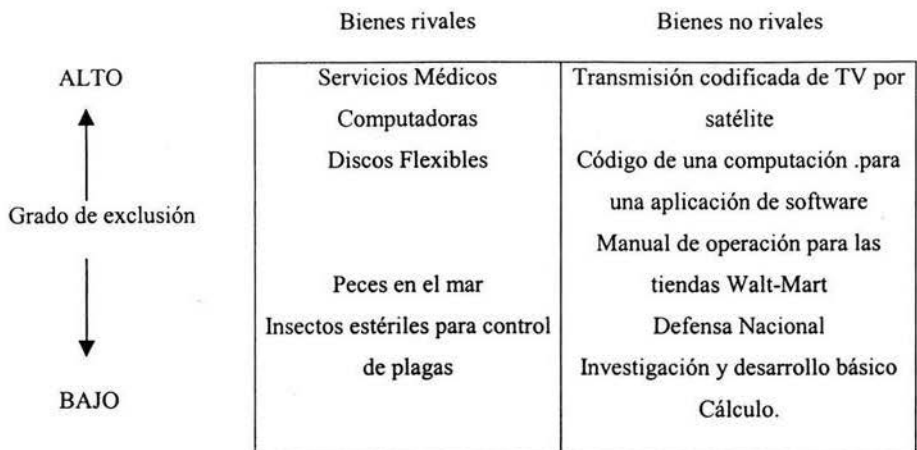 Bienes rivales
Bienes no rivales
ALTO
Grado de exclusión
BAJO
Servicios Médicos
Computadoras
Discos Flexibles
Peces en el mar
Insectos estériles para control
de plagas
Transmisión codificada de TV por
satélite
Código de una computación .para
una aplicación de software
Manual de operación para las
tiendas Walt-Mart
Defensa Nacional
Investigación y desarrollo básico
Cálculo.